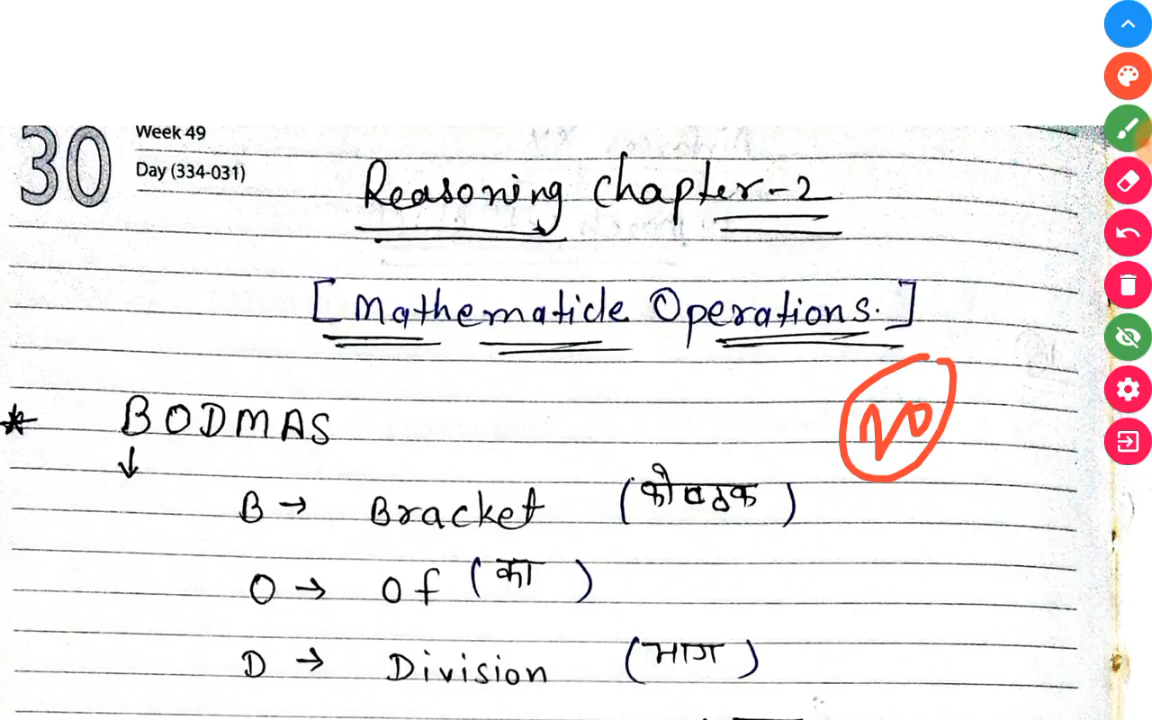 30
Week 49
Day (334-031)
Reasoning Chapter-2
[Mathematicle Operations.]
* BODMAS
↓
B → Bracket (कोष्ठक)
O → Of (का)
D → Division (भाग)